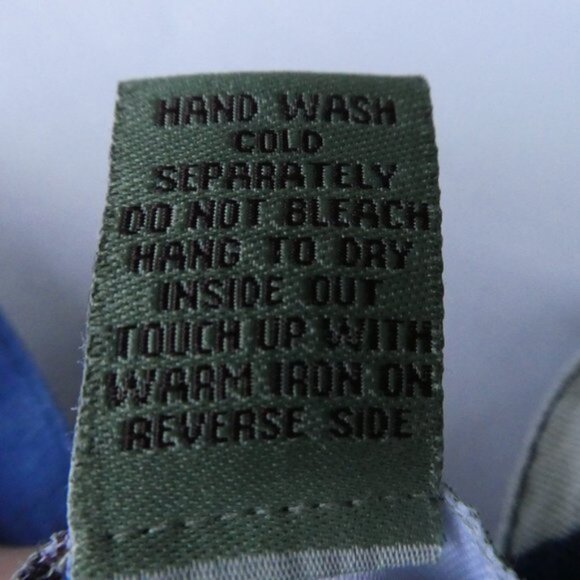 HAND WASH
COLD
SEPARATELY
DO NOT BLEACH
HANG TO DRY
INSIDE OUT
TOUCH UP WITH
WARM IRON ON
REVERSE SIDE